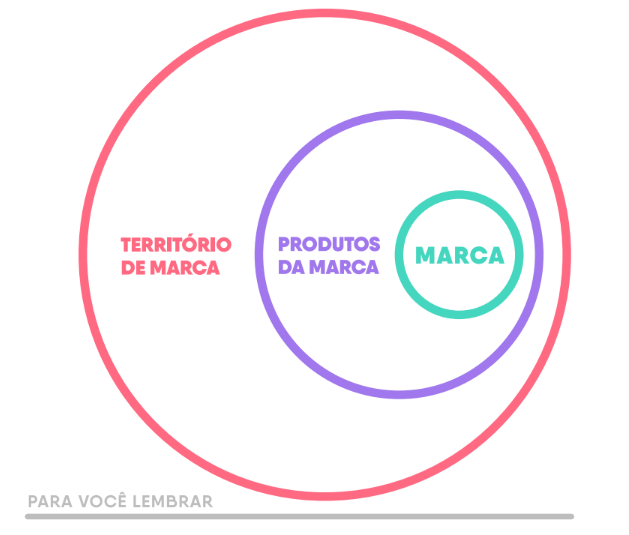 TERRITÓRIO
DE MARCA
PRODUTOS
DA MARCA
MARCA
PARA VOCÊ LEMBRAR